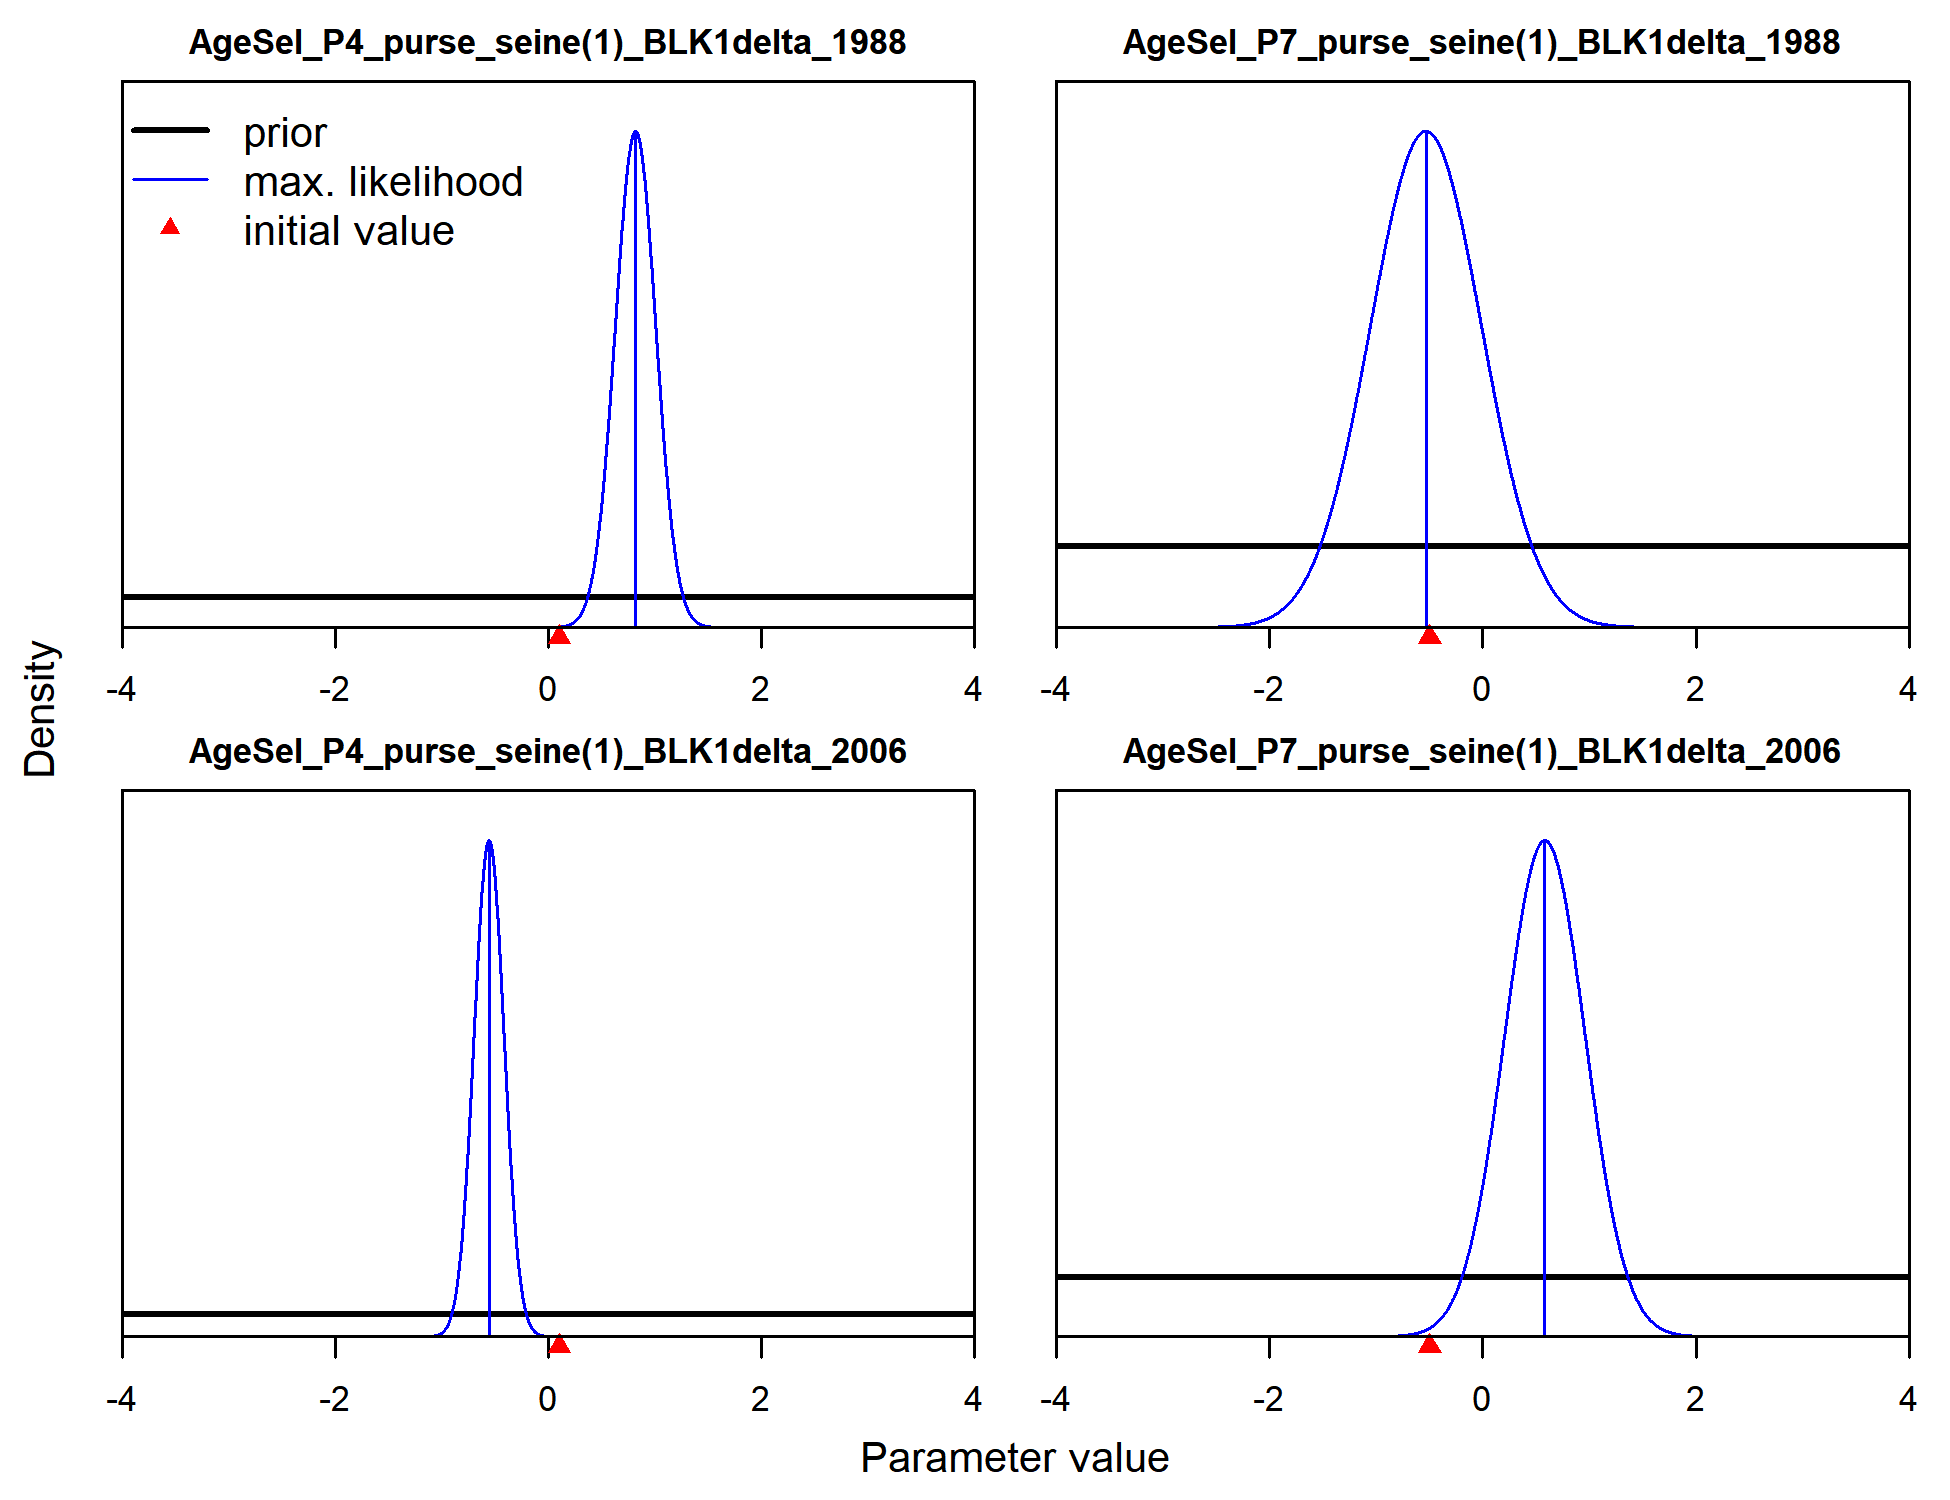 AgeSel_P4_purse_seine(1)_BLK1delta_1988
prior
max. likelihood
initial value
-4 -2 0 2 4
AgeSel_P7_purse_seine(1)_BLK1delta_1988
-4 -2 0 2 4
AgeSel_P4_purse_seine(1)_BLK1delta_2006
-4 -2 0 2 4
AgeSel_P7_purse_seine(1)_BLK1delta_2006
-4 -2 0 2 4
Density
Parameter value